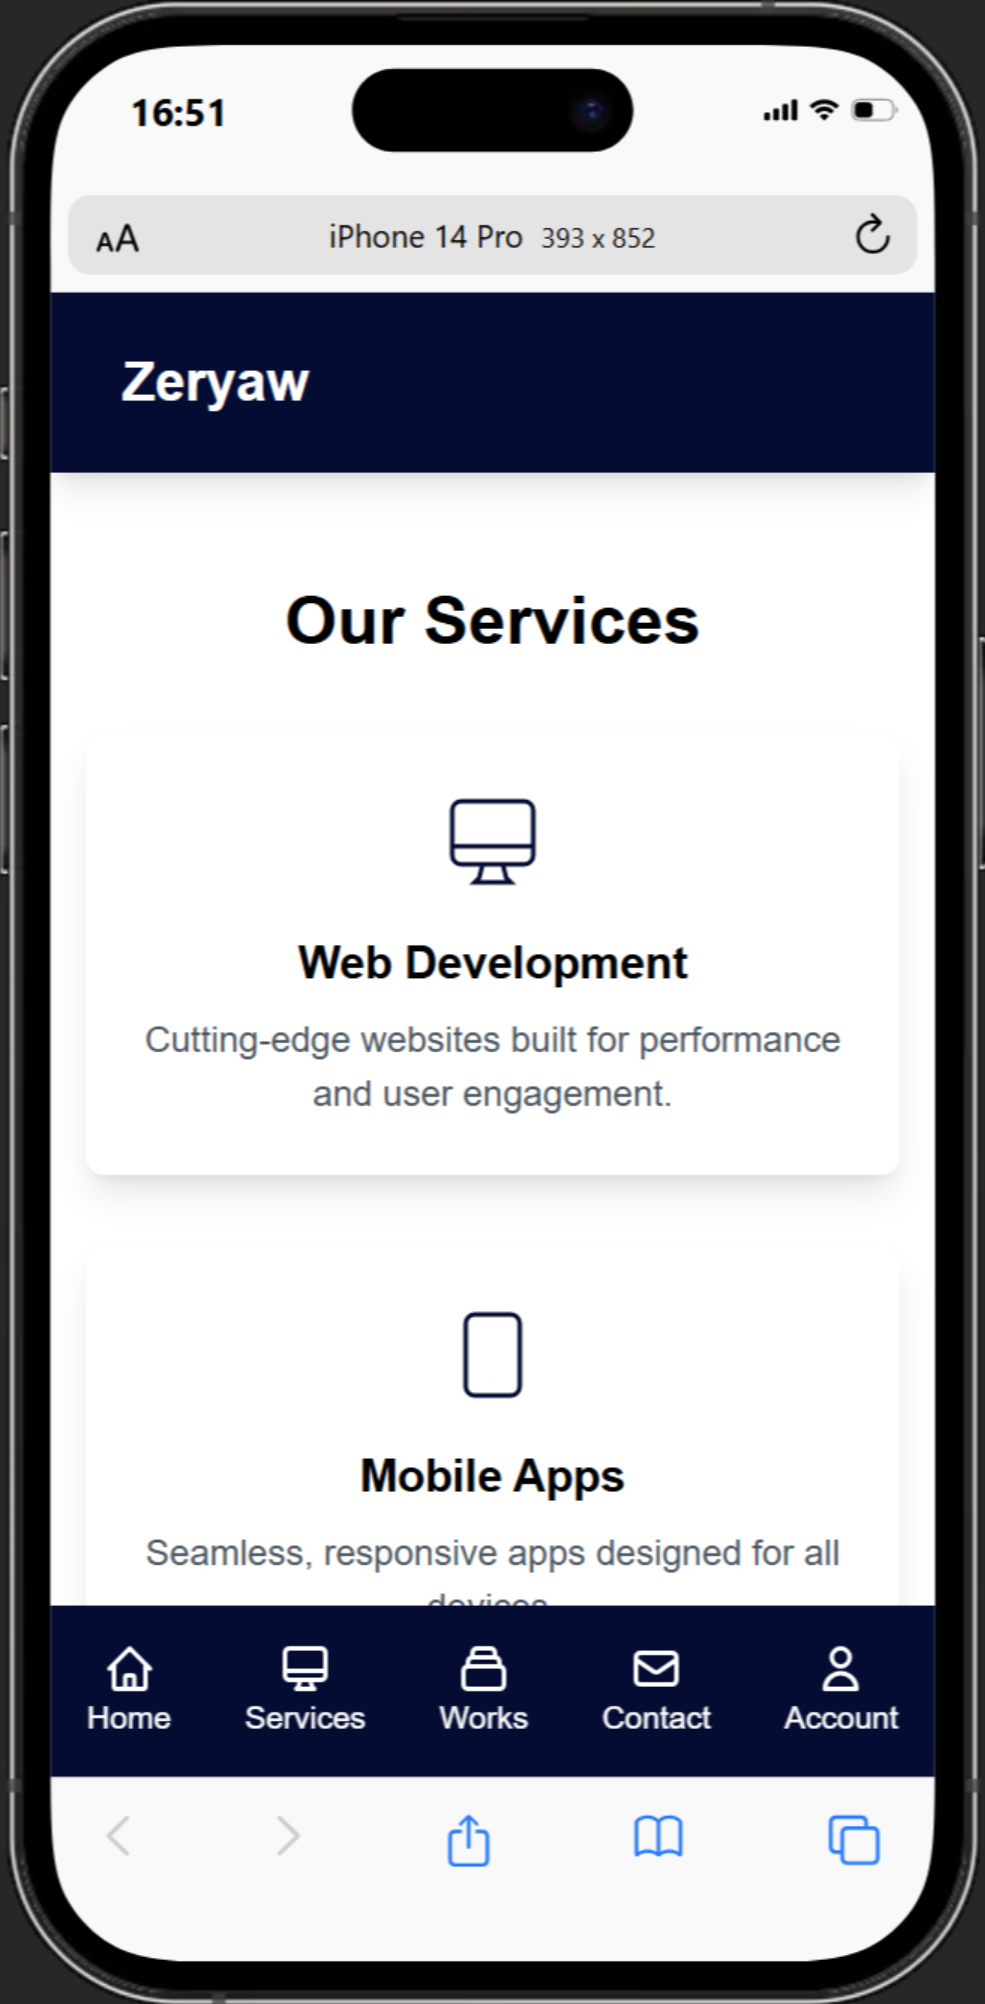 16:51
AA
iPhone 14 Pro 393 x 852
Zeryaw
Our Services
Web Development
Cutting-edge websites built for performance
and user engagement.
Mobile Apps
Seamless, responsive apps designed for all
devices.
Home
Services
Works
Contact
Account